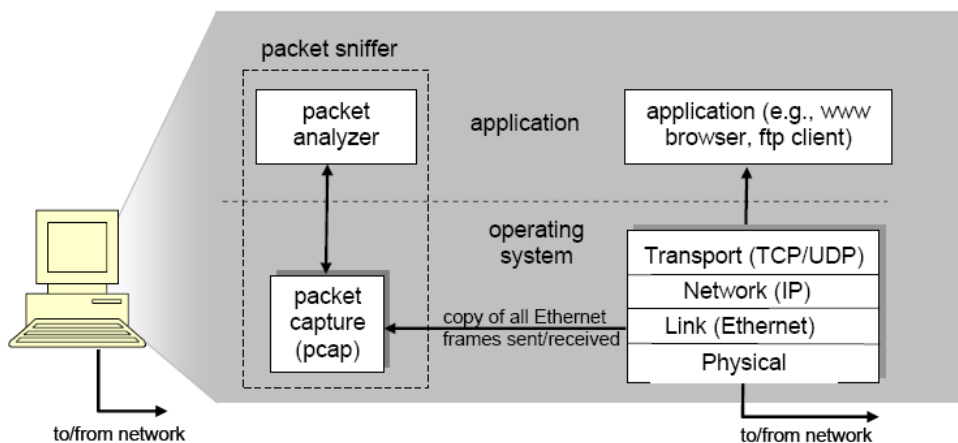 packet sniffer
packet
analyzer
application
application (e.g., www
browser, ftp client)
operating
system
packet
capture
(pcap)
copy of all Ethernet
frames sent/received
Transport (TCP/UDP)
Network (IP)
Link (Ethernet)
Physical
to/from network
to/from network